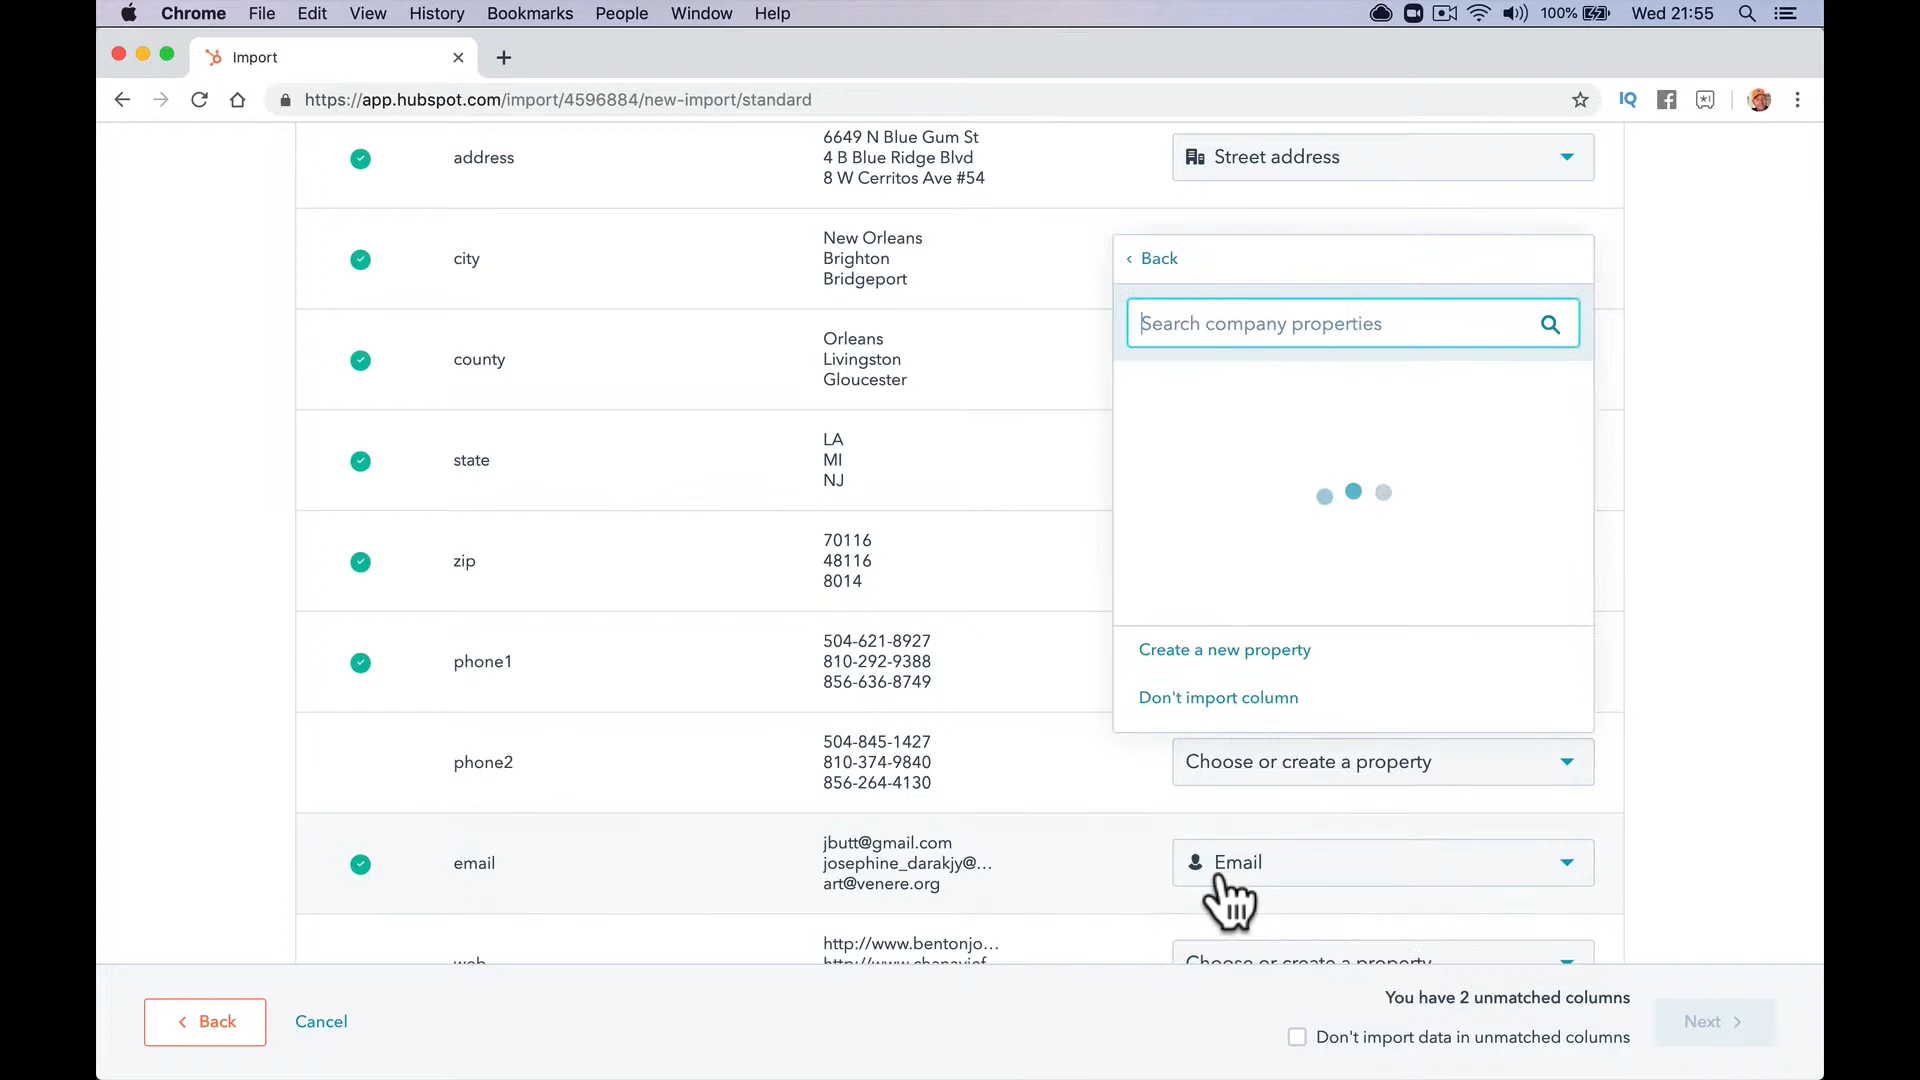 Chrome File Edit View History Bookmarks People Window Help 100% Wed 21:55
Import
https://app.hubspot.com/import/4596884/new-import/standard
IQ
address
6649 N Blue Gum St
4 B Blue Ridge Blvd
8 W Cerritos Ave #54
Street address
city
New Orleans
Brighton
Bridgeport
Back
Search company properties
county
Orleans
Livingston
Gloucester
state
LA
MI
NJ
zip
70116
48116
8014
phone1
504-621-8927
810-292-9388
856-636-8749
Create a new property
Don't import column
phone2
504-845-1427
810-374-9840
856-264-4130
Choose or create a property
email
jbutt@gmail.com
josephine_darakjy@...
art@venere.org
Email
web
http://www.bentonjo...
Choose or create a property
Back
Cancel
You have 2 unmatched columns
Don't import data in unmatched columns
Next